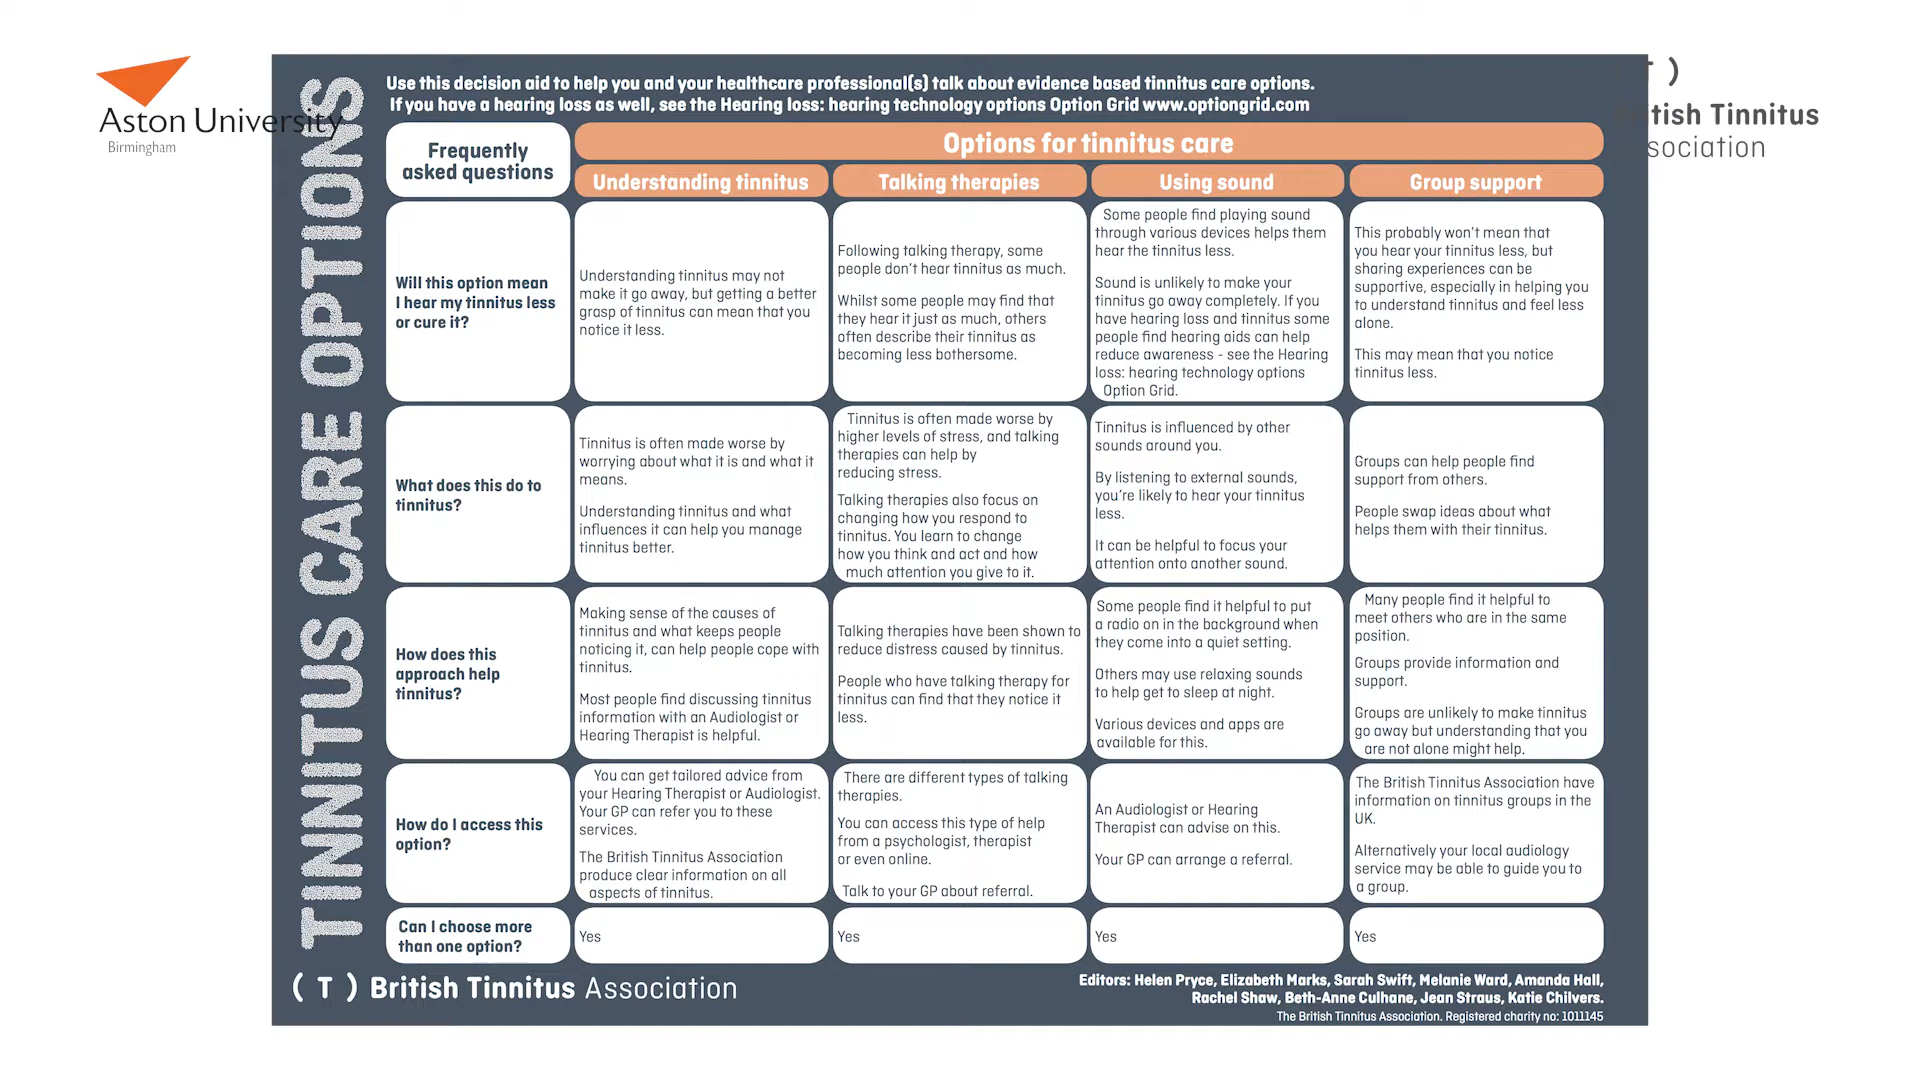 Aston University
Birmingham
TINNITUS CARE OPTIONS
Use this decision aid to help you and your healthcare professional(s) talk about evidence based tinnitus care options.
If you have a hearing loss as well, see the Hearing loss: hearing technology options Option Grid www.optiongrid.com
T )
tish Tinnitus
sociation
Frequently
asked questions
Options for tinnitus care
Understanding tinnitus
Talking therapies
Using sound
Group support
Will this option mean
I hear my tinnitus less
or cure it?
Understanding tinnitus may not
make it go away, but getting a better
grasp of tinnitus can mean that you
notice it less.
Following talking therapy, some
people don't hear tinnitus as much.
Whilst some people may find that
they hear it just as much, others
often describe their tinnitus as
becoming less bothersome.
Some people find playing sound
through various devices helps them
hear the tinnitus less.
Sound is unlikely to make your
tinnitus go away completely. If you
have hearing loss and tinnitus some
people find hearing aids can help
reduce awareness - see the Hearing
loss: hearing technology options
Option Grid.
This probably won't mean that
you hear your tinnitus less, but
sharing experiences can be
supportive, especially in helping you
to understand tinnitus and feel less
alone.
This may mean that you notice
tinnitus less.
What does this do to
tinnitus?
Tinnitus is often made worse by
worrying about what it is and what it
means.
Understanding tinnitus and what
influences it can help you manage
tinnitus better.
Tinnitus is often made worse by
higher levels of stress, and talking
therapies can help by
reducing stress.
Talking therapies also focus on
changing how you respond to
tinnitus. You learn to change
how you think and act and how
much attention you give to it.
Tinnitus is influenced by other
sounds around you.
By listening to external sounds,
you're likely to hear your tinnitus
less.
It can be helpful to focus your
attention onto another sound.
Groups can help people find
support from others.
People swap ideas about what
helps them with their tinnitus.
How does this
approach help
tinnitus?
Making sense of the causes of
tinnitus and what keeps people
noticing it, can help people cope with
tinnitus.
Most people find discussing tinnitus
information with an Audiologist or
Hearing Therapist is helpful.
Talking therapies have been shown to
reduce distress caused by tinnitus.
People who have talking therapy for
tinnitus can find that they notice it
less.
Some people find it helpful to put
a radio on in the background when
they come into a quiet setting.
Others may use relaxing sounds
to help get to sleep at night.
Various devices and apps are
available for this.
Many people find it helpful to
meet others who are in the same
position.
Groups provide information and
support.
Groups are unlikely to make tinnitus
go away but understanding that you
are not alone might help.
How do I access this
option?
You can get tailored advice from
your Hearing Therapist or Audiologist.
Your GP can refer you to these
services.
The British Tinnitus Association
produce clear information on all
aspects of tinnitus.
There are different types of talking
therapies.
You can access this type of help
from a psychologist, therapist
or even online.
Talk to your GP about referral.
An Audiologist or Hearing
Therapist can advise on this.
Your GP can arrange a referral.
The British Tinnitus Association have
information on tinnitus groups in the
UK.
Alternatively your local audiology
service may be able to guide you to
a group.
Can I choose more
than one option?
Yes
Yes
Yes
Yes
( T ) British Tinnitus Association
Editors: Helen Pryce, Elizabeth Marks, Sarah Swift, Melanie Ward, Amanda Hall,
Rachel Shaw, Beth-Anne Culhane, Jean Straus, Katie Chilvers.
The British Tinnitus Association. Registered charity no: 1011145